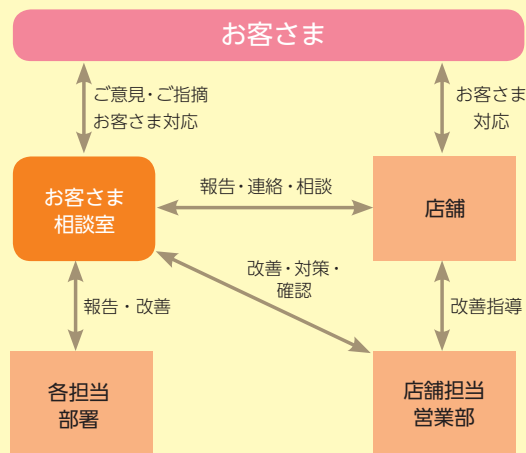 お客さま
ご意見・ご指摘
お客さま対応
お客さま
対応
お客さま
相談室
報告・連絡・相談
店舗
改善・対策・
確認
報告・改善
改善指導
各担当
部署
店舗担当
営業部